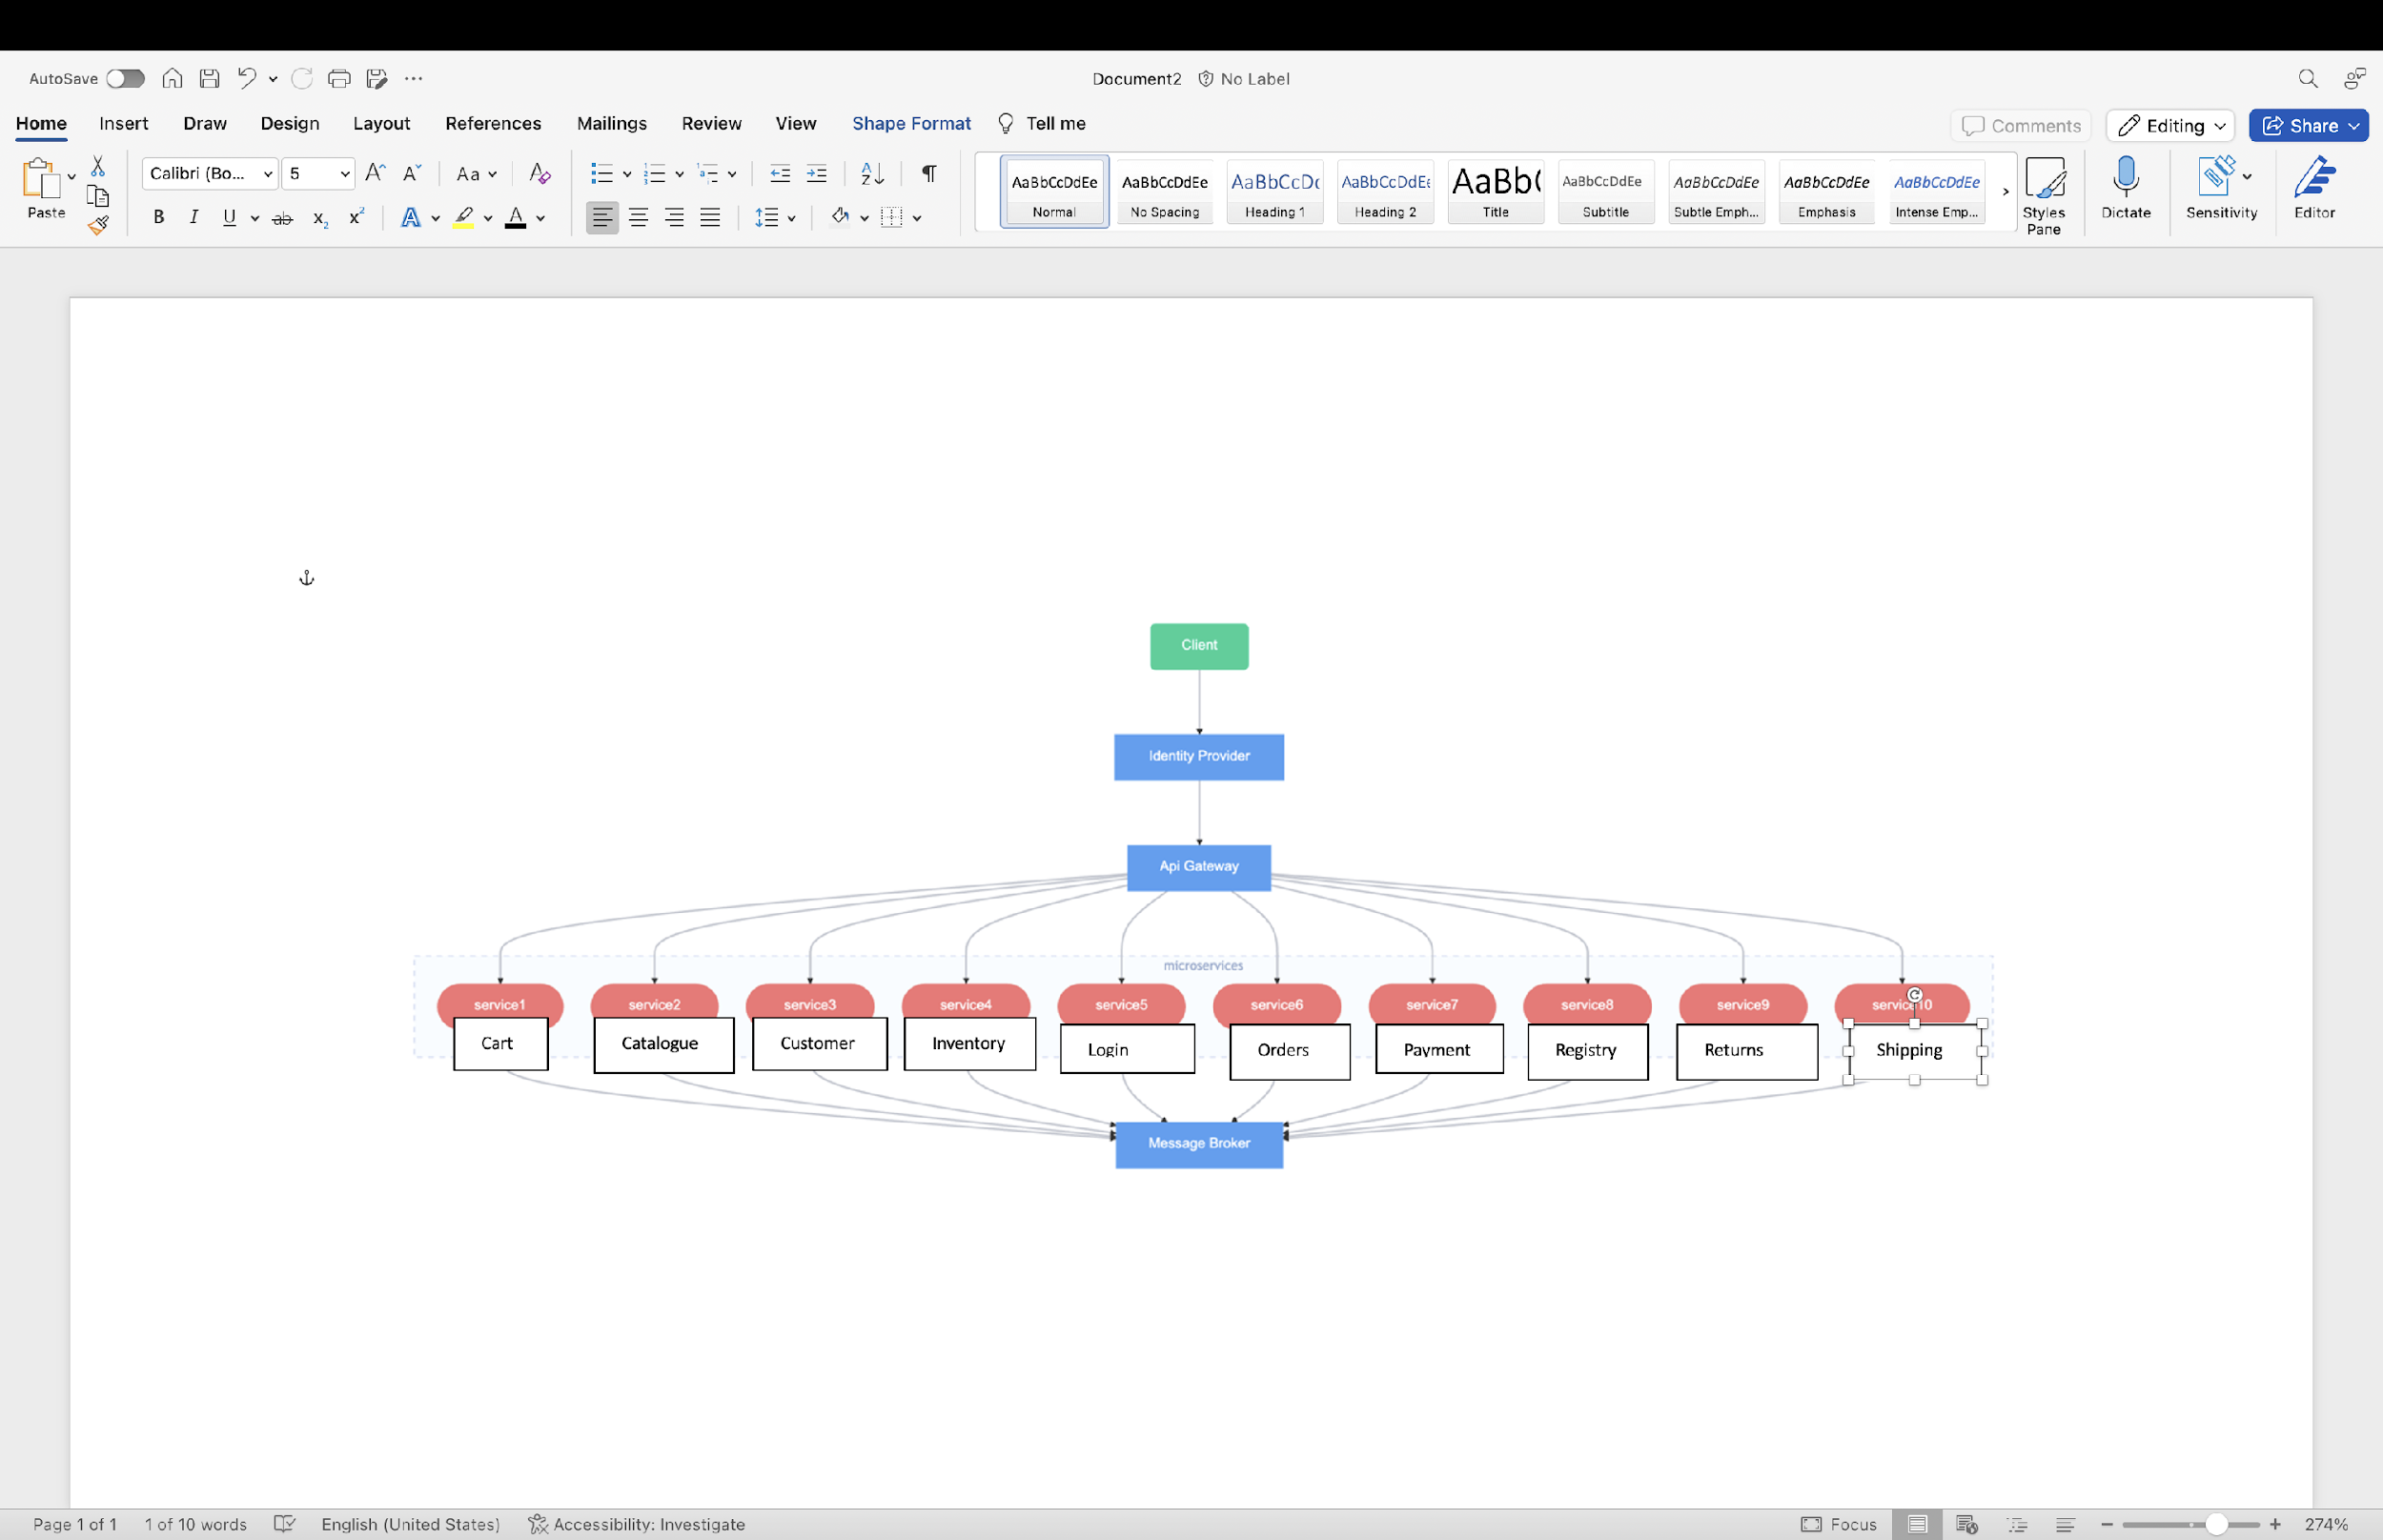 AutoSave
Document2 No Label
Home Insert Draw Design Layout References Mailings Review View Shape Format Tell me
Comments Editing Share
Paste
Calibri (Bo... 5
AaBbCcDdEe AaBbCcDdEe AaBbCcDc AaBbCcDdEe AaBb( AaBbCcDdEe AaBbCcDdEe AaBbCcDdEe AaBbCcDdEe
Normal No Spacing Heading 1 Heading 2 Title Subtitle Subtle Emph... Emphasis Intense Emp...
Styles Pane
Dictate
Sensitivity
Editor
Client
Identity Provider
Api Gateway
microservices
service1 service2 service3 service4 service5 service6 service7 service8 service9 service10
Cart Catalogue Customer Inventory Login Orders Payment Registry Returns Shipping
Message Broker
Page 1 of 1 1 of 10 words English (United States) Accessibility: Investigate Focus 274%